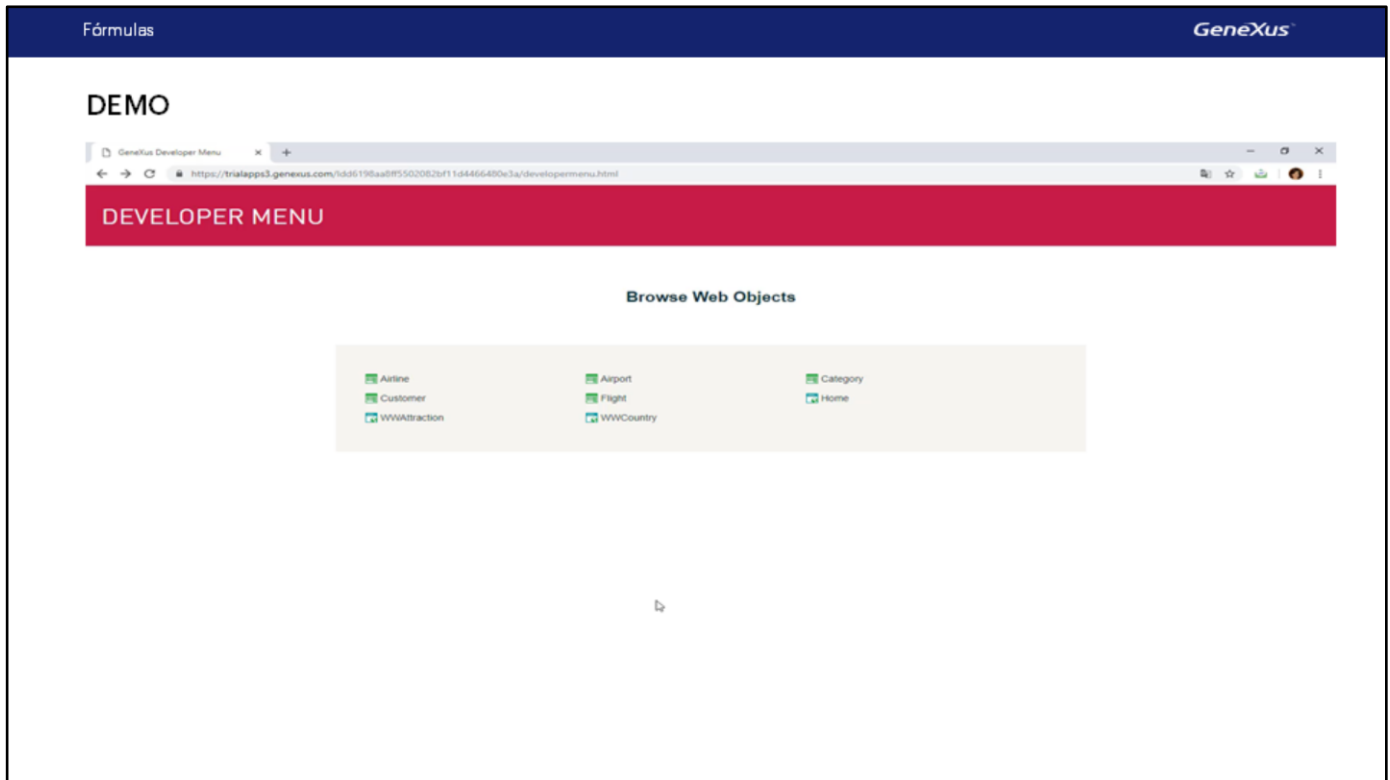 Fórmulas
GeneXus™
DEMO
GeneXus Developer Menu
https://trialapps3.genexus.com/
DEVELOPER MENU
Browse Web Objects
Airline Airport Category
Customer Flight Home
WWAttraction WWCountry